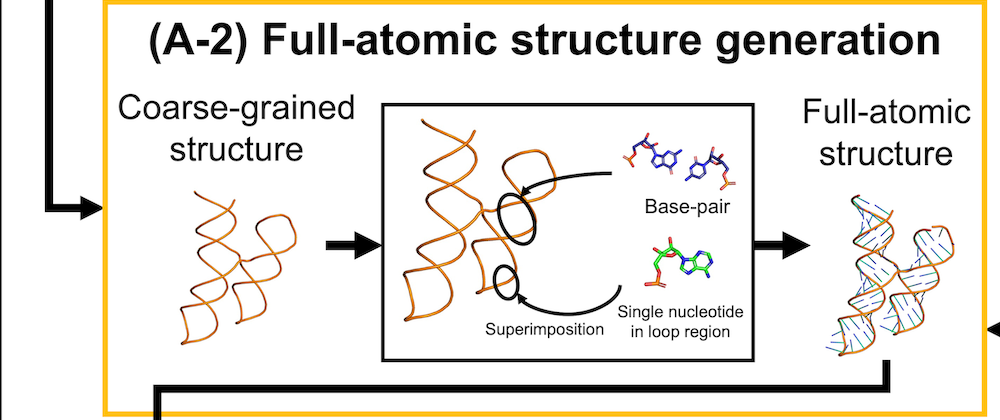 (A-2) Full-atomic structure generation
Coarse-grained
structure
Base-pair
Single nucleotide
in loop region
Superimposition
Full-atomic
structure